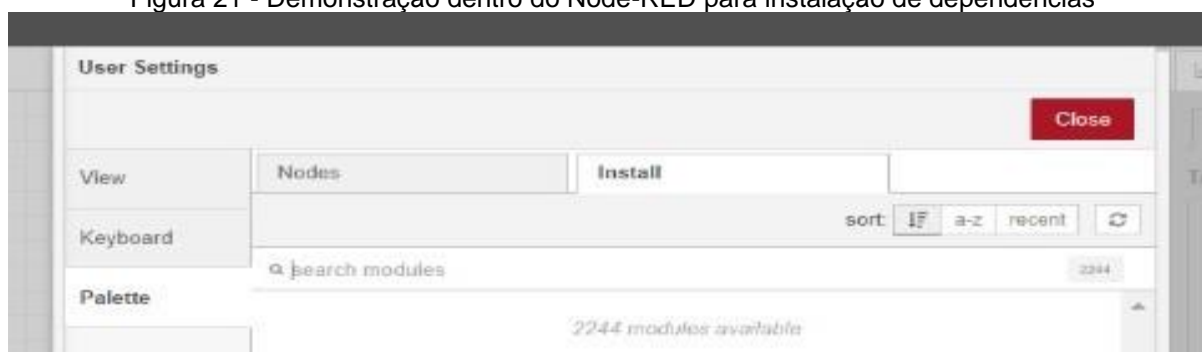 Figura 21 - Demonstração dentro do Node-RED para instalação de dependências
User Settings
Close
View
Nodes
Install
sort:
a-z
recent
Keyboard
search modules
2244
Palette
2244 modules available